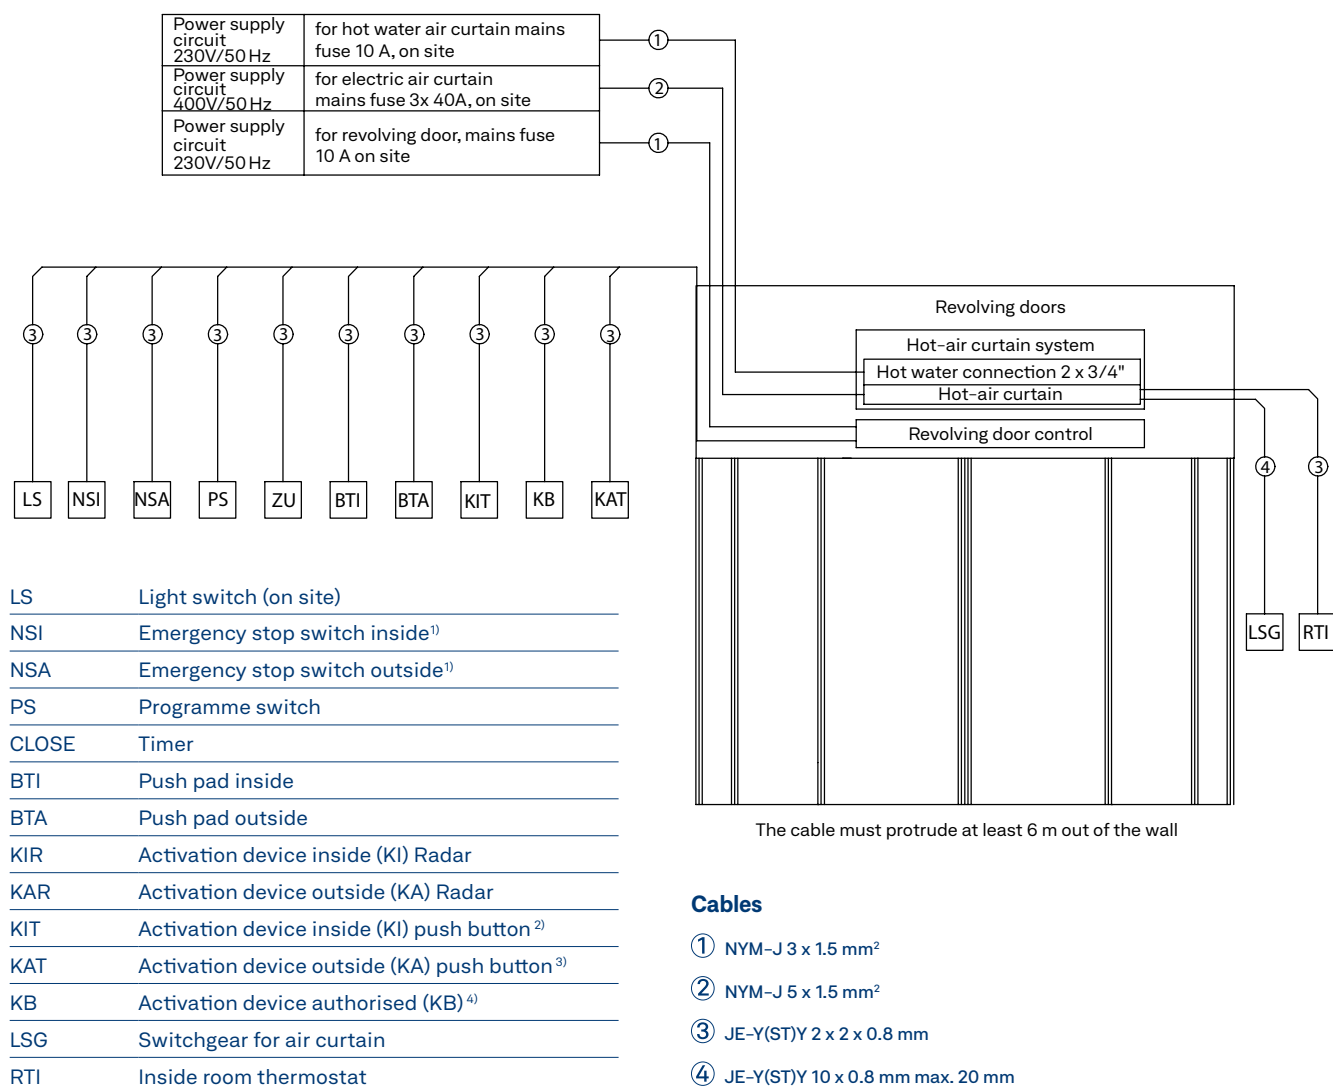 Power supply
circuit
230V/50 Hz
for hot water air curtain mains
fuse 10 A, on site
1
Power supply
circuit
400V/50 Hz
for electric air curtain
mains fuse 3x 40A, on site
2
Power supply
circuit
230V/50 Hz
for revolving door, mains fuse
10 A on site
1
Revolving doors
Hot-air curtain system
Hot water connection 2 x 3/4"
Hot-air curtain
Revolving door control
3 3 3 3 3 3 3 3 3 3
4 3
LS NSI NSA PS ZU BTI BTA KIT KB KAT
LSG RTI
The cable must protrude at least 6 m out of the wall
LS Light switch (on site)
NSI Emergency stop switch inside1)
NSA Emergency stop switch outside1)
PS Programme switch
CLOSE Timer
BTI Push pad inside
BTA Push pad outside
KIR Activation device inside (KI) Radar
KAR Activation device outside (KA) Radar
KIT Activation device inside (KI) push button 2)
KAT Activation device outside (KA) push button 3)
KB Activation device authorised (KB) 4)
LSG Switchgear for air curtain
RTI Inside room thermostat
Cables
1 NYM-J 3 x 1.5 mm2
2 NYM-J 5 x 1.5 mm2
3 JE-Y(ST)Y 2 x 2 x 0.8 mm
4 JE-Y(ST)Y 10 x 0.8 mm max. 20 mm